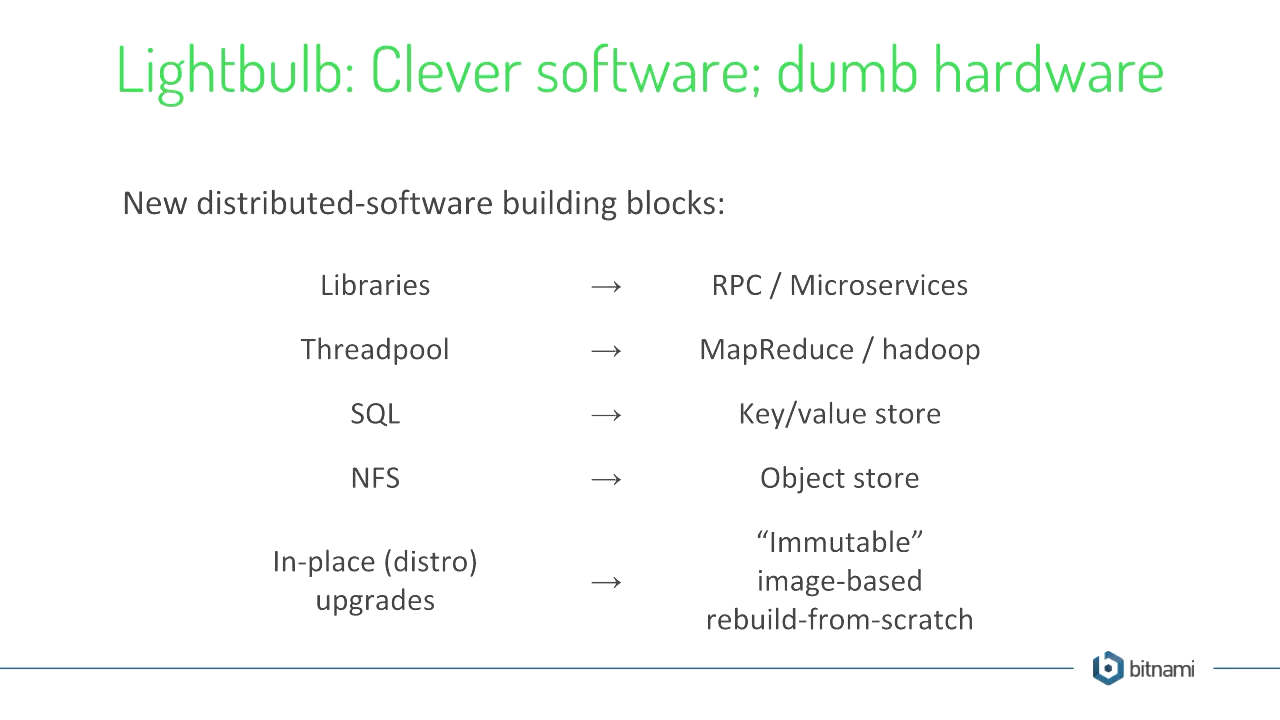 Lightbulb: Clever software; dumb hardware
New distributed-software building blocks:
Libraries → RPC / Microservices
Threadpool → MapReduce / hadoop
SQL → Key/value store
NFS → Object store
In-place (distro)
upgrades
→
“Immutable”
image-based
rebuild-from-scratch
bitnami